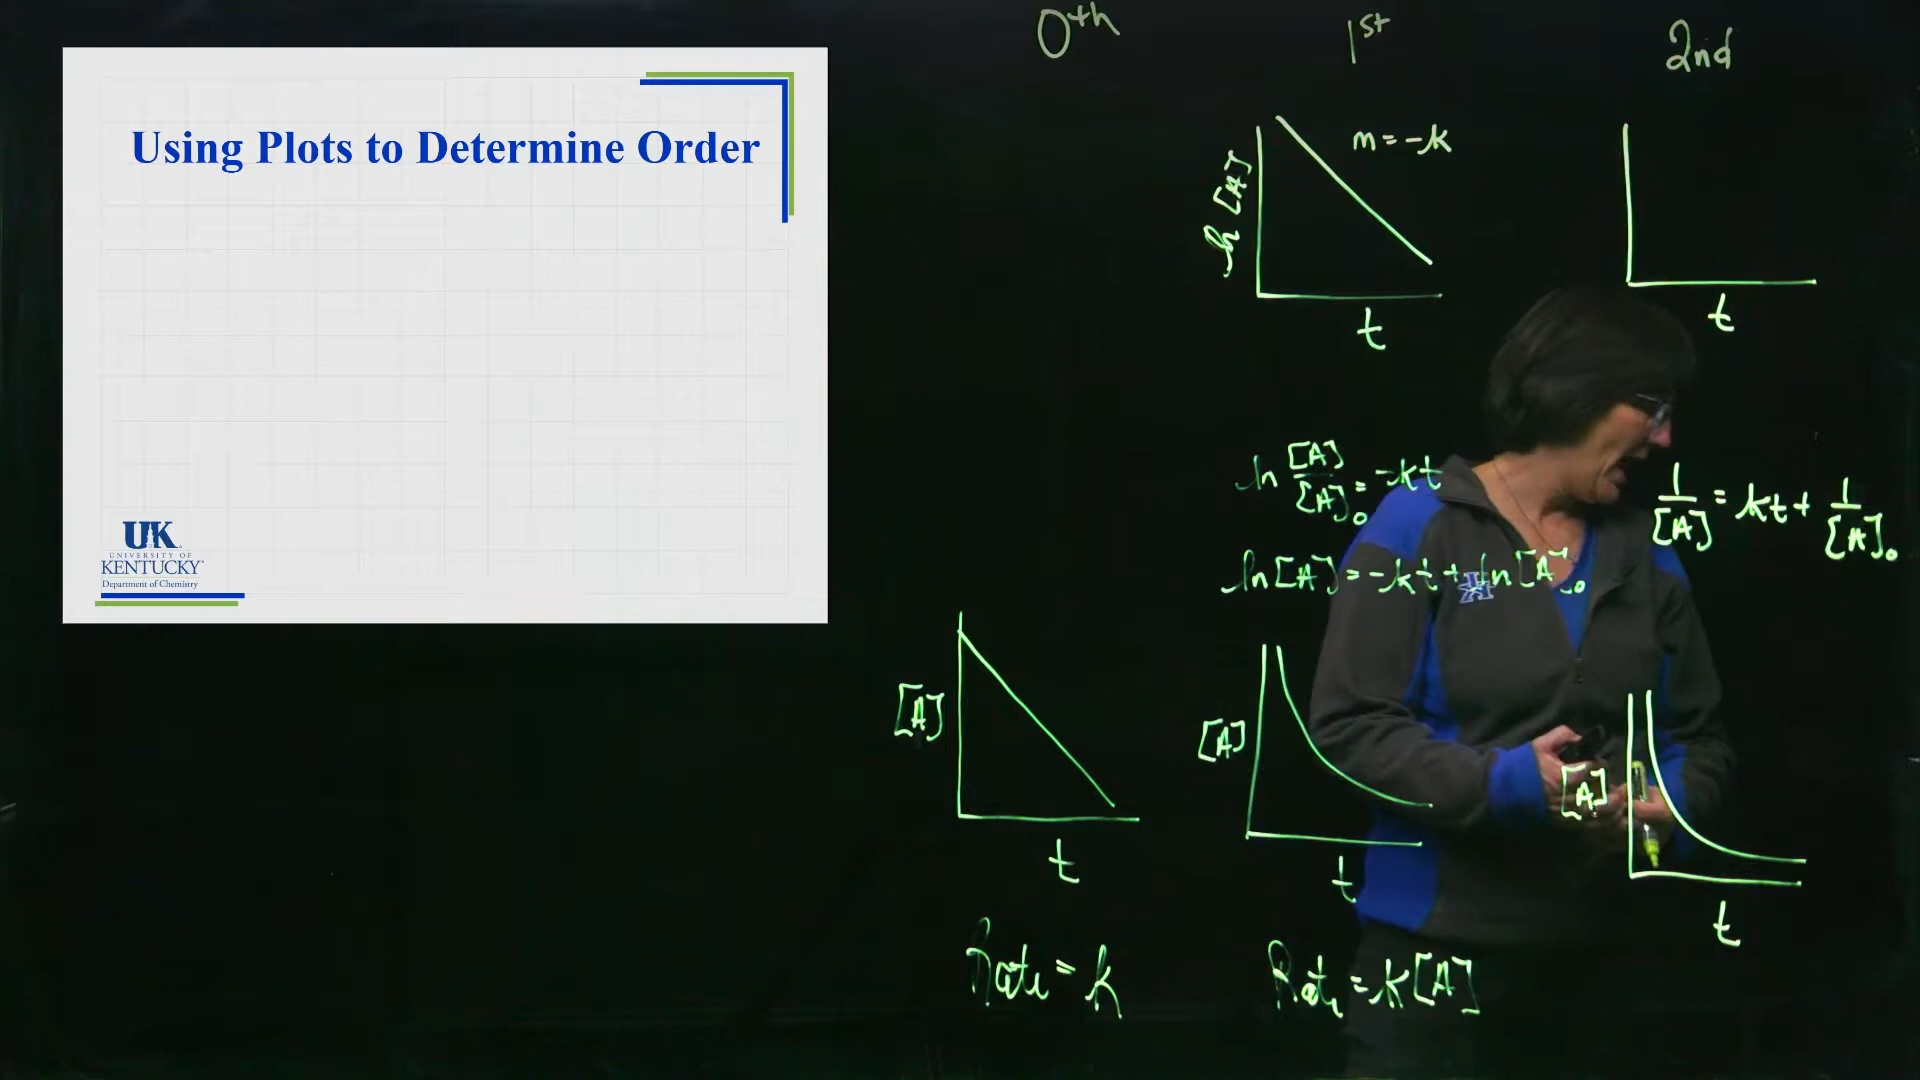 Using Plots to Determine Order
UK
UNIVERSITY OF
KENTUCKY
Department of Chemistry
0th
1st
2nd
ln [A]
m = -k
t
t
ln [A]/[A]₀ = -kt
ln [A] = -kt + ln [A]₀
1/[A] = kt + 1/[A]₀
[A]
t
[A]
t
[A]
t
Rate = k
Rate = k[A]